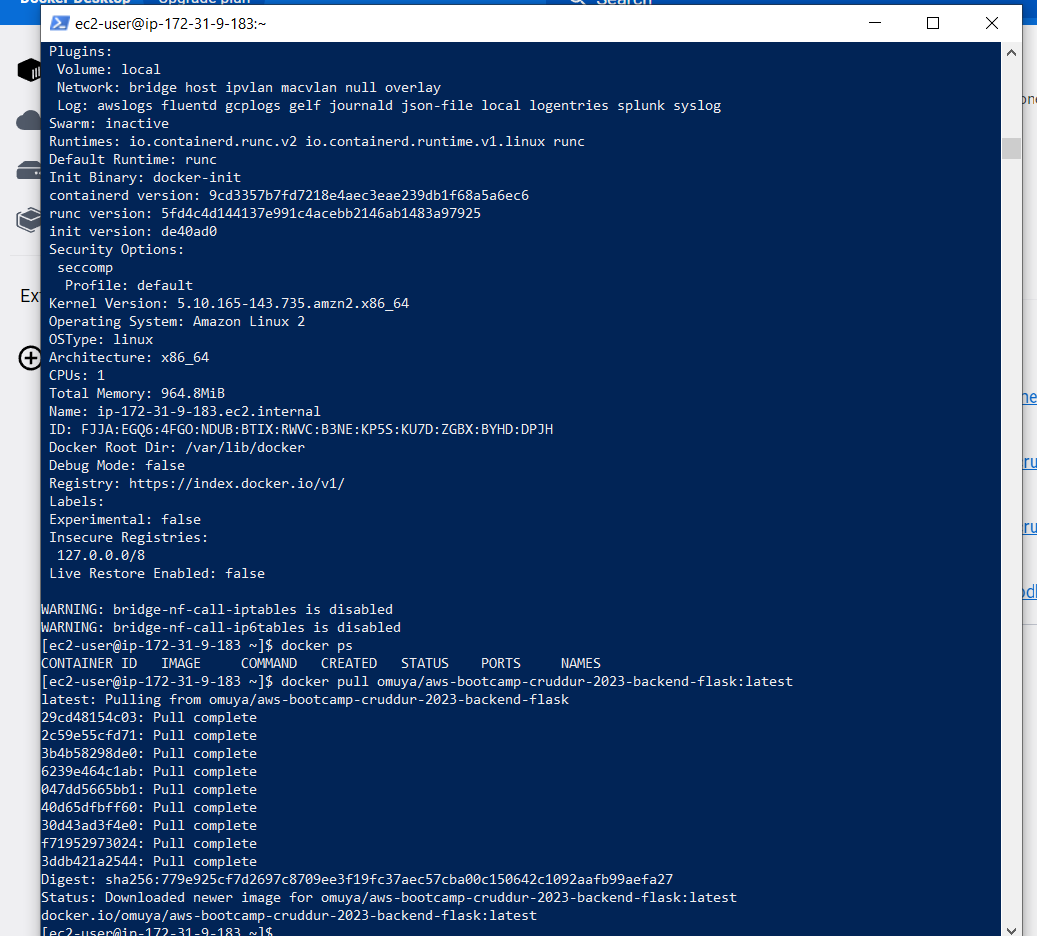 Docker Desktop Upgrade plan Search
ec2-user@ip-172-31-9-183:~
Plugins:
Volume: local
Network: bridge host ipvlan macvlan null overlay
Log: awslogs fluentd gcplogs gelf journald json-file local logentries splunk syslog
Swarm: inactive
Runtimes: io.containerd.runc.v2 io.containerd.runtime.v1.linux runc
Default Runtime: runc
Init Binary: docker-init
containerd version: 9cd3357b7fd7218e4aec3eae239db1f68a5a6ec6
runc version: 5fd4c4d144137e991c4acebb2146ab1483a97925
init version: de40ad0
Security Options:
seccomp
Profile: default
Kernel Version: 5.10.165-143.735.amzn2.x86_64
Operating System: Amazon Linux 2
OSType: linux
Architecture: x86_64
CPUs: 1
Total Memory: 964.8MiB
Name: ip-172-31-9-183.ec2.internal
ID: FJJA:EGQ6:4FGO:NDUB:BTIX:RWVC:B3NE:KP5S:KU7D:ZGBX:BYHD:DPJH
Docker Root Dir: /var/lib/docker
Debug Mode: false
Registry: https://index.docker.io/v1/
Labels:
Experimental: false
Insecure Registries:
127.0.0.0/8
Live Restore Enabled: false
WARNING: bridge-nf-call-iptables is disabled
WARNING: bridge-nf-call-ip6tables is disabled
[ec2-user@ip-172-31-9-183 ~]$ docker ps
CONTAINER ID IMAGE COMMAND CREATED STATUS PORTS NAMES
[ec2-user@ip-172-31-9-183 ~]$ docker pull omuya/aws-bootcamp-cruddur-2023-backend-flask:latest
latest: Pulling from omuya/aws-bootcamp-cruddur-2023-backend-flask
29cd48154c03: Pull complete
2c59e55cfd71: Pull complete
3b4b58298de0: Pull complete
6239e464c1ab: Pull complete
047dd5665bb1: Pull complete
40d65dfbff60: Pull complete
30d43ad3f4e0: Pull complete
f71952973024: Pull complete
3ddb421a2544: Pull complete
Digest: sha256:779e925cf7d2697c8709ee3f19fc37aec57cba00c150642c1092aafb99aefa27
Status: Downloaded newer image for omuya/aws-bootcamp-cruddur-2023-backend-flask:latest
docker.io/omuya/aws-bootcamp-cruddur-2023-backend-flask:latest
[ec2-user@ip-172-31-9-183 ~]$